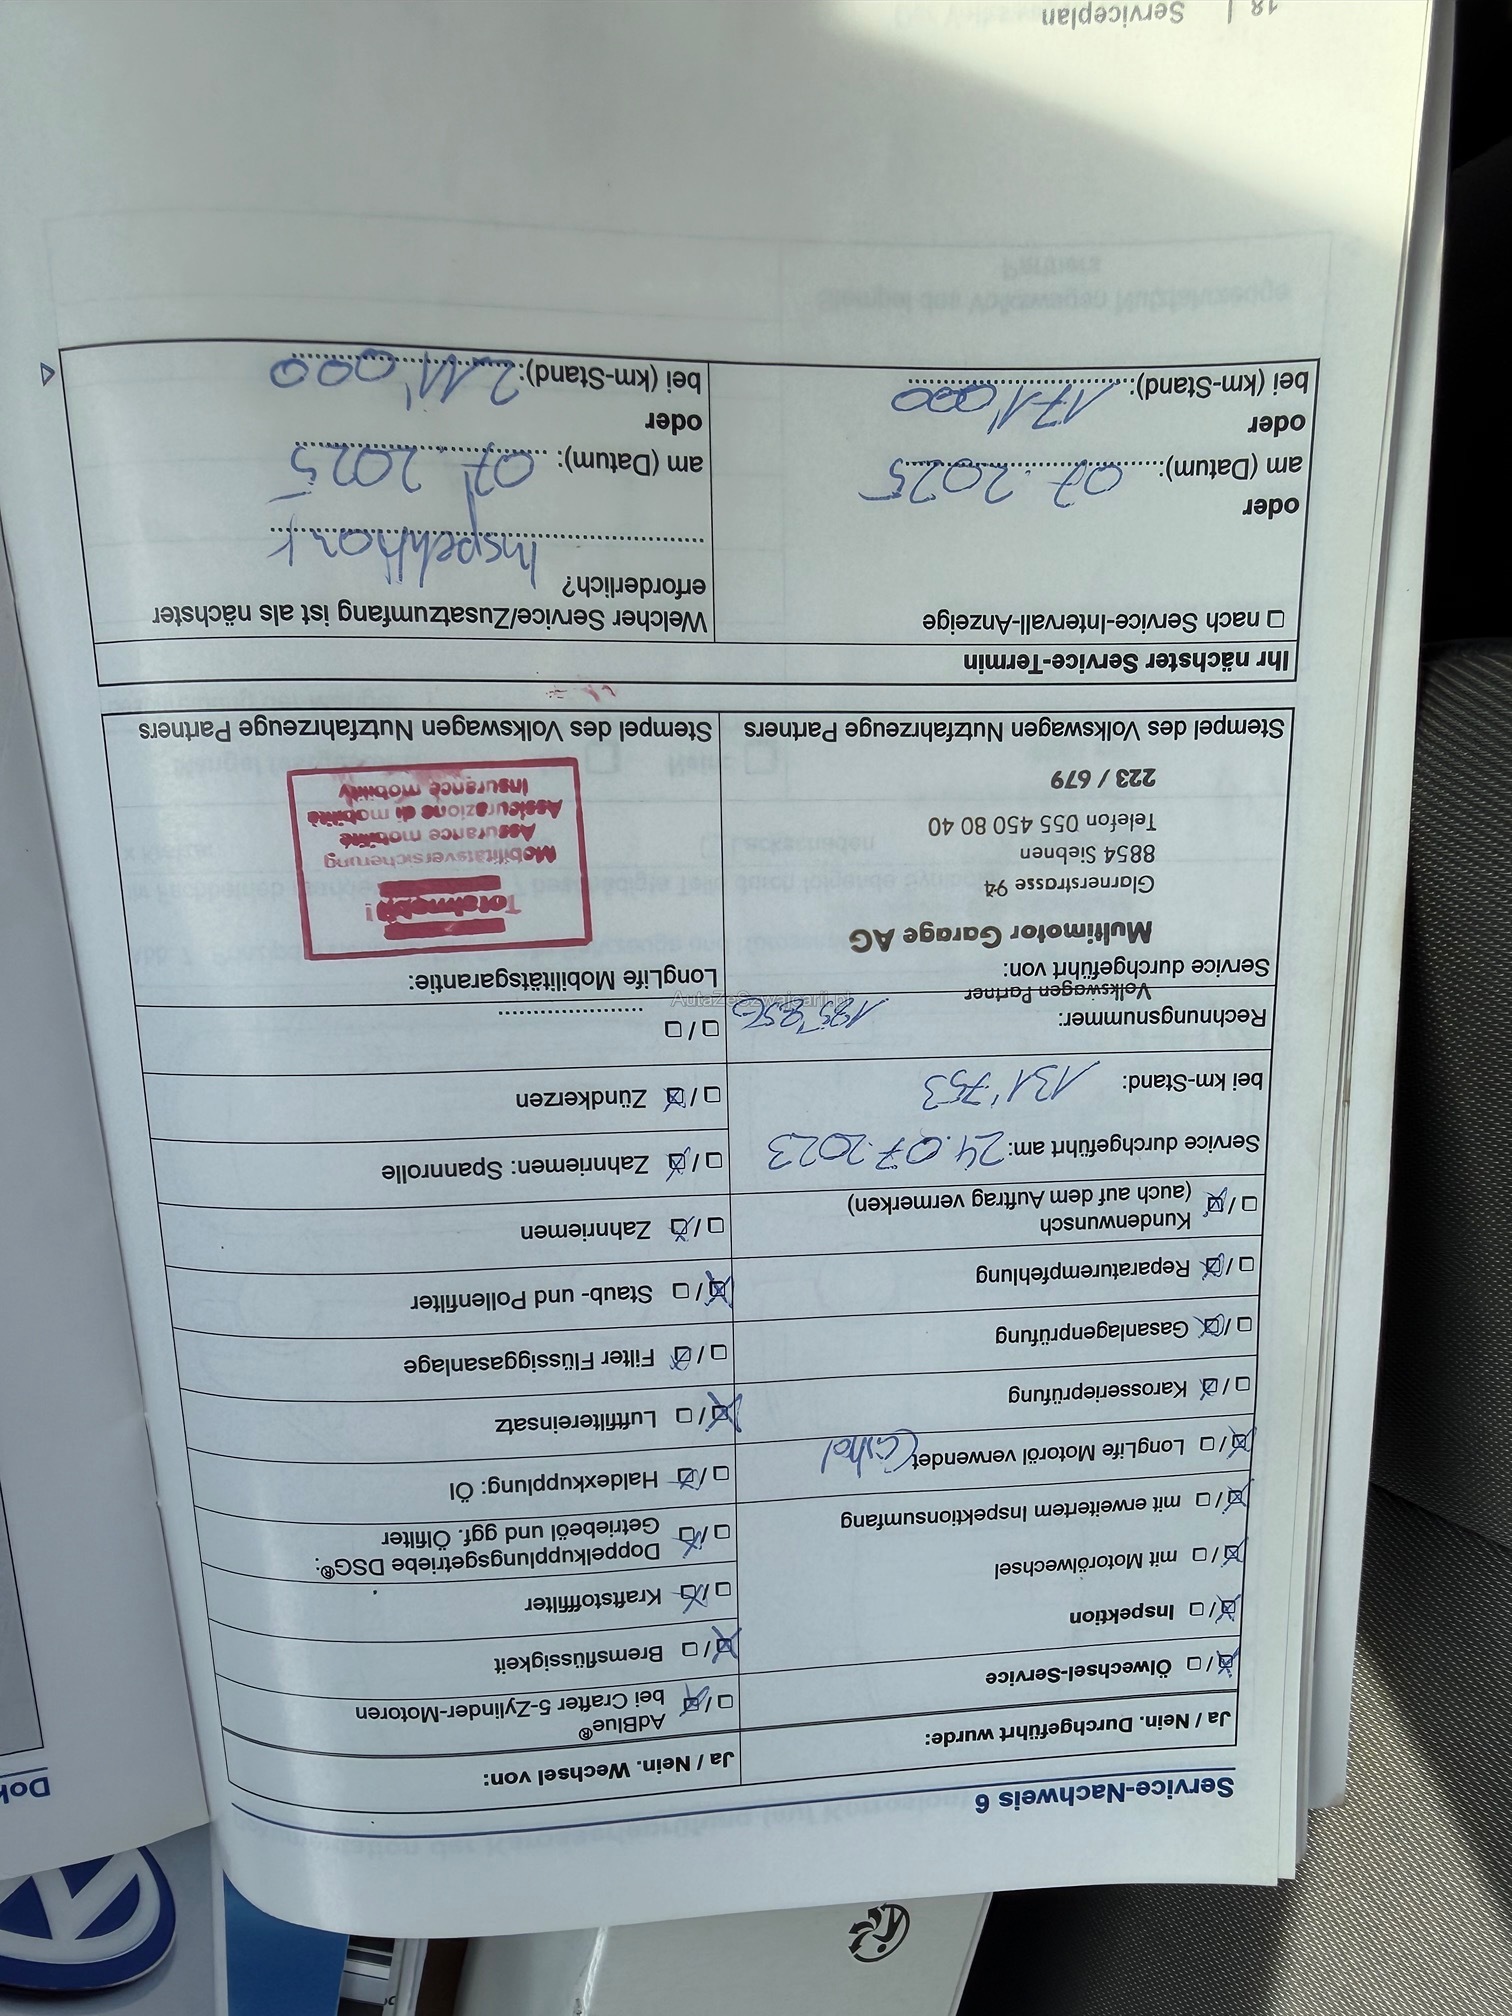 Service-Nachweis 6
Ja / Nein. Durchgeführt wurde:
Ölwechsel-Service
Inspektion
mit Motorölwechsel
mit erweitertem Inspektionsumfang
LongLife Motoröl verwendet
Karosserieprüfung
Gasanlagenprüfung
Reparaturempfehlung
Kundenwunsch
(auch auf dem Auftrag vermerken)
Service durchgeführt am: 24.07.2023
bei km-Stand: 131'753
Rechnungsnummer:
Volkswagen Partner
Service durchgeführt von:
Multimotor Garage AG
Glarnerstrasse 94
8854 Siebnen
Telefon 055 450 80 40
223 / 679
Stempel des Volkswagen Nutzfahrzeuge Partners
Ja / Nein. Wechsel von:
AdBlue®
bei Crafter 5-Zylinder-Motoren
Bremsflüssigkeit
Kraftstofffilter
Doppelkupplungsgetriebe DSG®:
Getriebeöl und ggf. Ölfilter
Haldexkupplung: Öl
Luftfiltereinsatz
Filter Flüssiggasanlage
Staub- und Pollenfilter
Zahnriemen
Zahnriemen: Spannrolle
Zündkerzen
LongLife Mobilitätsgarantie:
Totalmobil!
Mobilitätsversicherung
Assurance mobilité
Assicurazione di mobilità
Insurance mobility
Stempel des Volkswagen Nutzfahrzeuge Partners
Ihr nächster Service-Termin
nach Service-Intervall-Anzeige
oder
am (Datum): 07.2025
oder
bei (km-Stand): 171'000
Welcher Service/Zusatzumfang ist als nächster
erforderlich?
Inspektion
am (Datum): 07.2025
oder
bei (km-Stand): 211'000
18 | Serviceplan
AutaZeSzwajcarii.pl
Dok